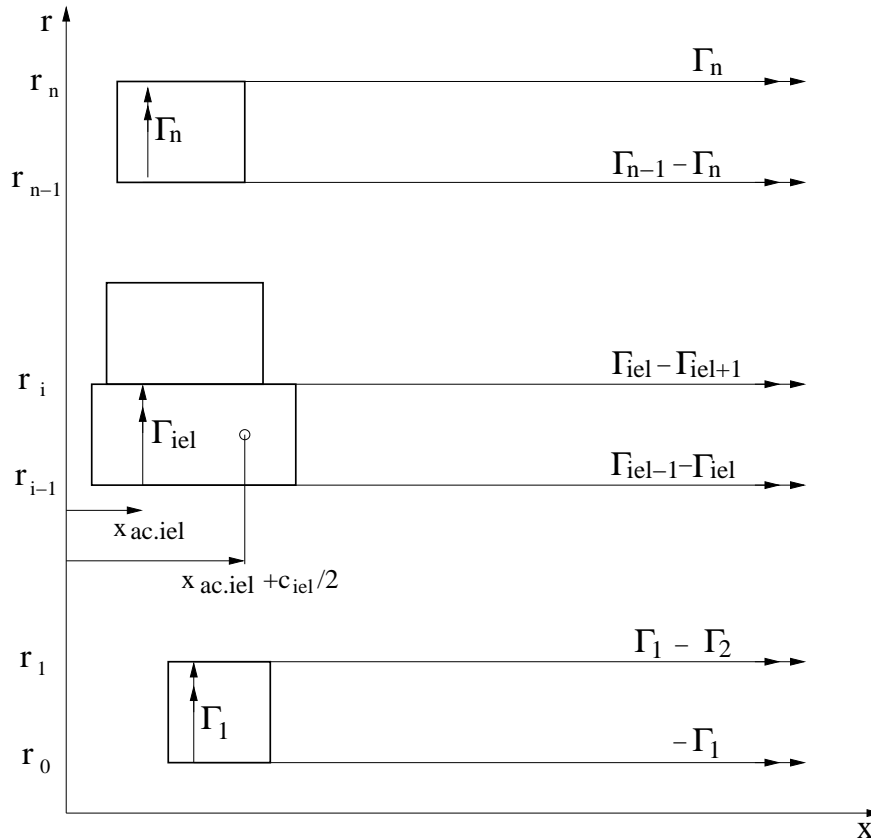 r
r n
Γn
Γn
r n−1
Γn−1 − Γn
r i
Γiel − Γiel+1
Γiel
r i−1
Γiel−1 − Γiel
x ac.iel
x ac.iel + c iel /2
r 1
Γ1 − Γ2
Γ1
r 0
− Γ1
x